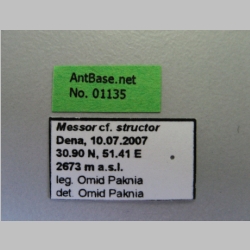 AntBase.net
No. 01135
Messor cf. structor
Dena, 10.07.2007
30.90 N, 51.41 E
2673 m a.s.l.
leg. Omid Paknia
det. Omid Paknia